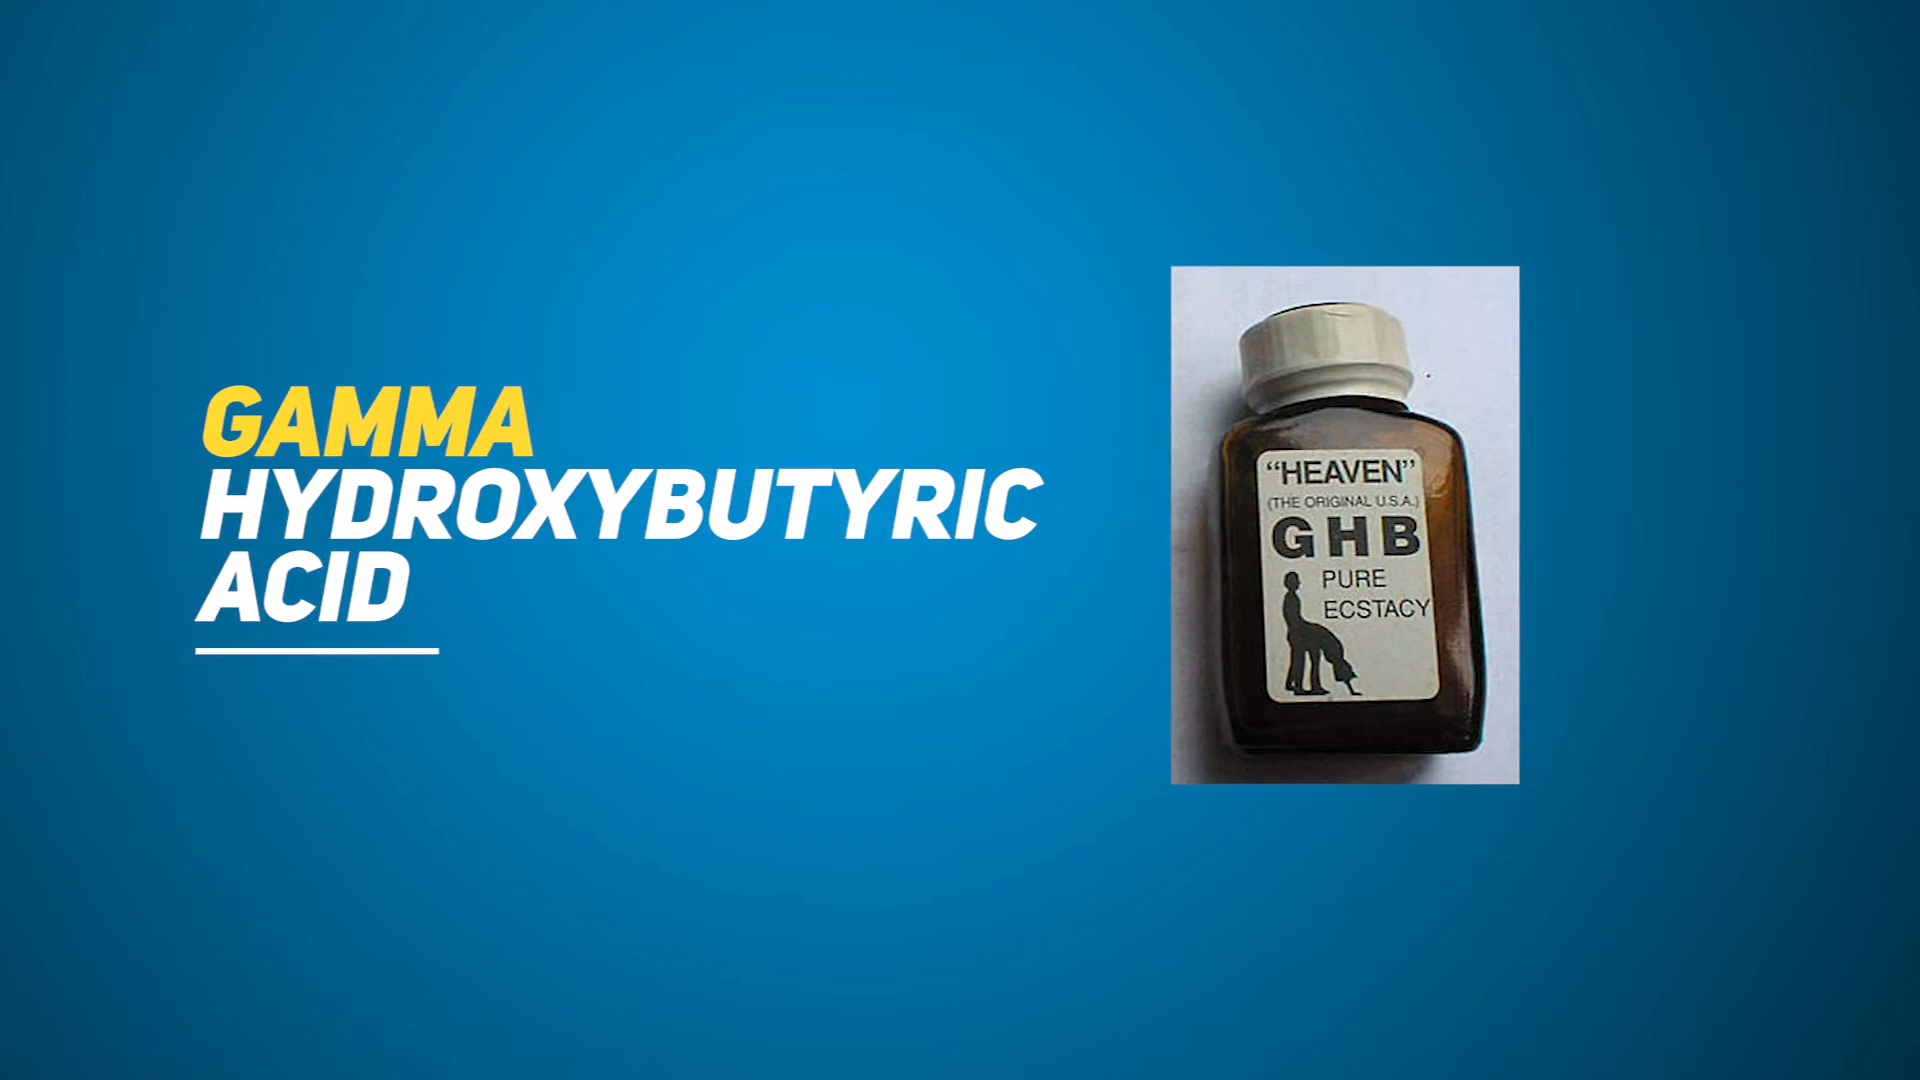 GAMMA
HYDROXYBUTYRIC
ACID
“HEAVEN”
(THE ORIGINAL U.S.A.)
GHB
PURE
ECSTACY